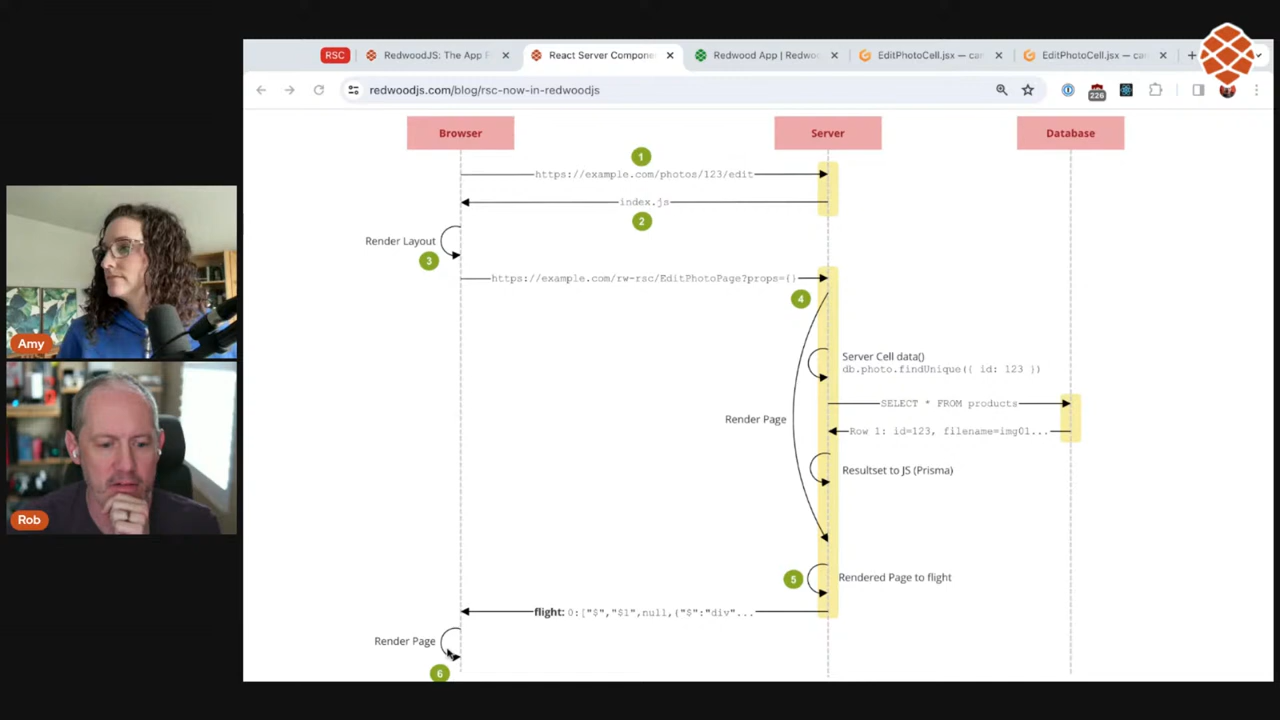 RSC
RedwoodJS: The App F
React Server Compone
Redwood App | Redwo
EditPhotoCell.jsx — ca
EditPhotoCell.jsx — ca
redwoodjs.com/blog/rsc-now-in-redwoodjs
226
Browser
Server
Database
1
https://example.com/photos/123/edit
index.js
2
Render Layout
3
https://example.com/rw-rsc/EditPhotoPage?props={}
4
Server Cell data()
db.photo.findUnique({ id: 123 })
SELECT * FROM products
Render Page
Row 1: id=123, filename=img01...
Resultset to JS (Prisma)
5
Rendered Page to flight
flight: 0:["$","$1",null,{"$":"div"...
Render Page
6
Amy
Rob